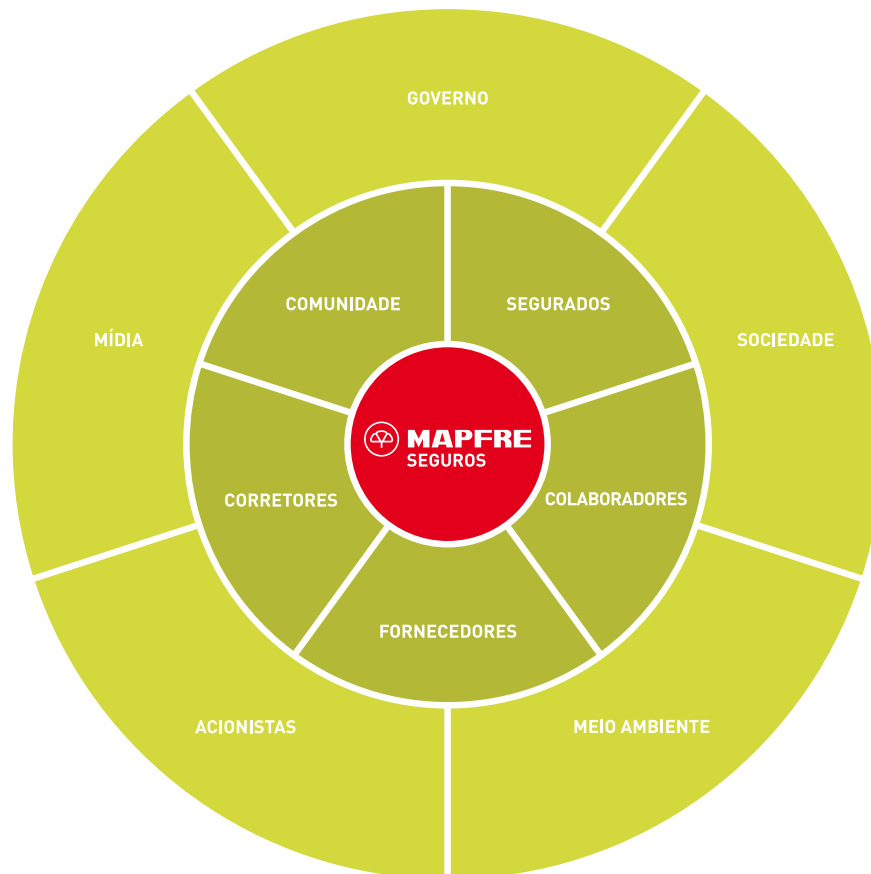 GOVERNO
COMUNIDADE
SEGURADOS
MÍDIA
SOCIEDADE
MAPFRE
SEGUROS
CORRETORES
COLABORADORES
FORNECEDORES
ACIONISTAS
MEIO AMBIENTE